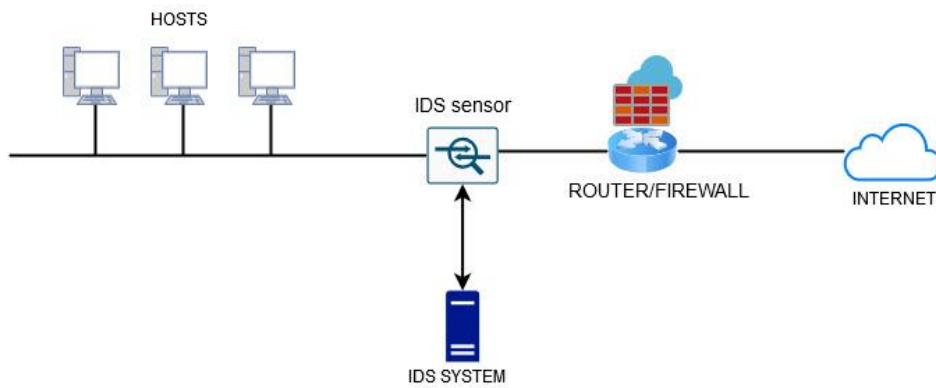 HOSTS
IDS sensor
ROUTER/FIREWALL
INTERNET
IDS SYSTEM